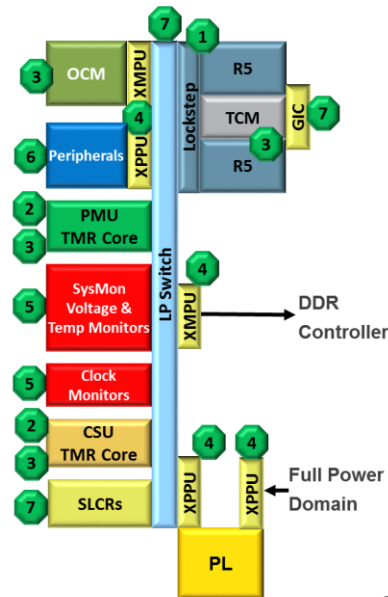 7
1
3
OCM
XMPU
Lockstep
R5
4
TCM
GIC
7
6
Peripherals
XPPU
3
R5
2
3
PMU
TMR Core
LP Switch
4
5
SysMon
Voltage &
Temp Monitors
XMPU
DDR
Controller
5
Clock
Monitors
2
3
CSU
TMR Core
4
4
7
SLCRs
XPPU
XPPU
Full Power
Domain
PL